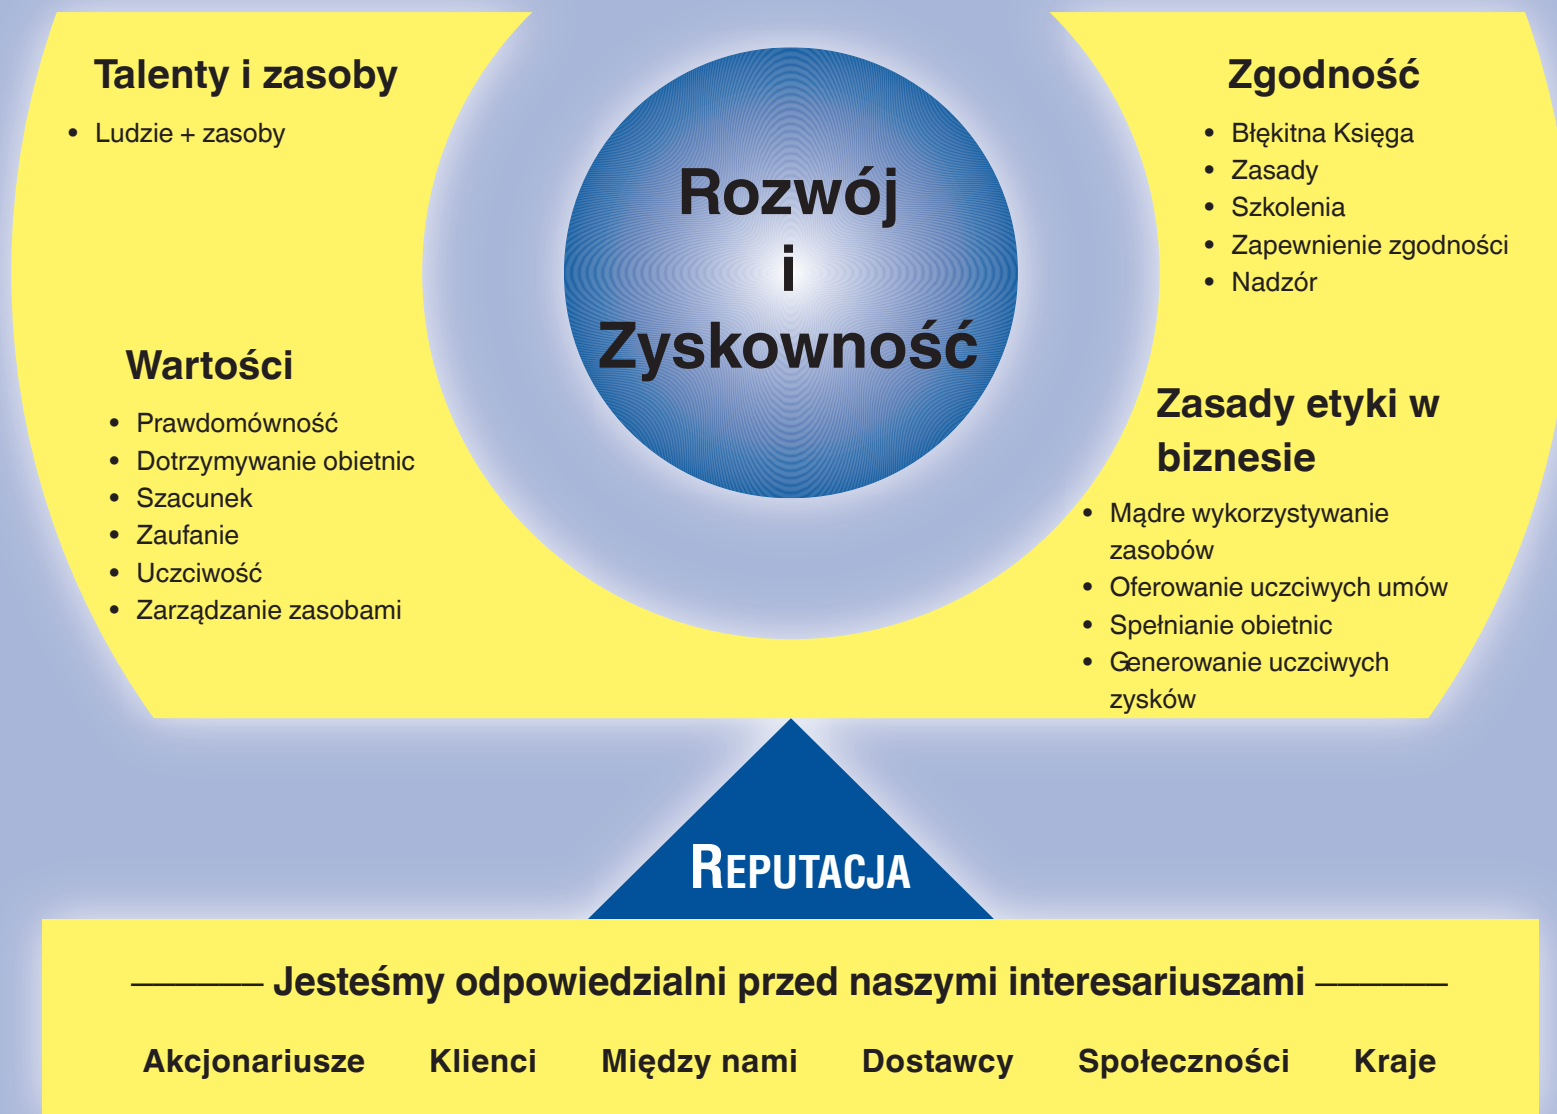 Talenty i zasoby
• Ludzie + zasoby
Wartości
• Prawdomówność
• Dotrzymywanie obietnic
• Szacunek
• Zaufanie
• Uczciwość
• Zarządzanie zasobami
Rozwój
i
Zyskowność
Zgodność
• Błękitna Księga
• Zasady
• Szkolenia
• Zapewnienie zgodności
• Nadzór
Zasady etyki w
biznesie
• Mądre wykorzystywanie
zasobów
• Oferowanie uczciwych umów
• Spełnianie obietnic
• Generowanie uczciwych
zysków
REPUTACJA
Jesteśmy odpowiedzialni przed naszymi interesariuszami
Akcjonariusze Klienci Między nami Dostawcy Społeczności Kraje